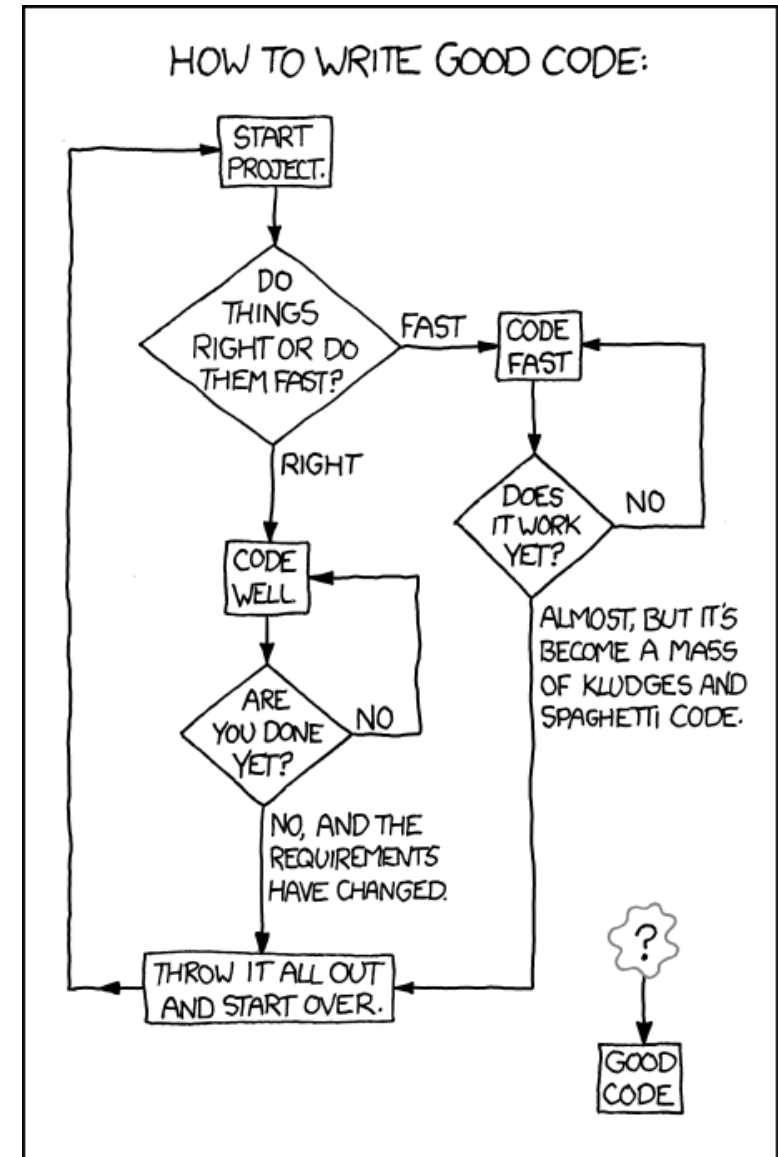 HOW TO WRITE GOOD CODE:
START
PROJECT.
DO
THINGS
RIGHT OR DO
THEM FAST?
FAST
CODE
FAST
RIGHT
DOES
IT WORK
YET?
NO
CODE
WELL
ALMOST, BUT IT'S
BECOME A MASS
OF KLUDGES AND
SPAGHETTI CODE.
ARE
YOU DONE
YET?
NO
NO, AND THE
REQUIREMENTS
HAVE CHANGED.
THROW IT ALL OUT
AND START OVER.
?
GOOD
CODE